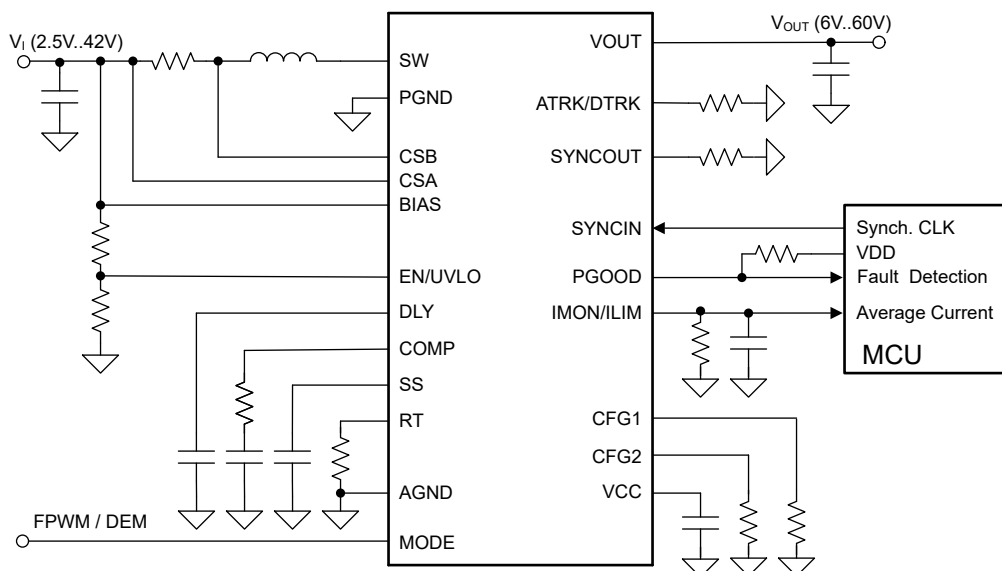 V_I (2.5V..42V)
SW
PGND
CSB
CSA
BIAS
EN/UVLO
DLY
COMP
SS
RT
AGND
FPWM / DEM
MODE
VOUT
V_OUT (6V..60V)
ATRK/DTRK
SYNCOUT
SYNCIN
PGOOD
IMON/ILIM
CFG1
CFG2
VCC
Synch. CLK
VDD
Fault Detection
Average Current
MCU